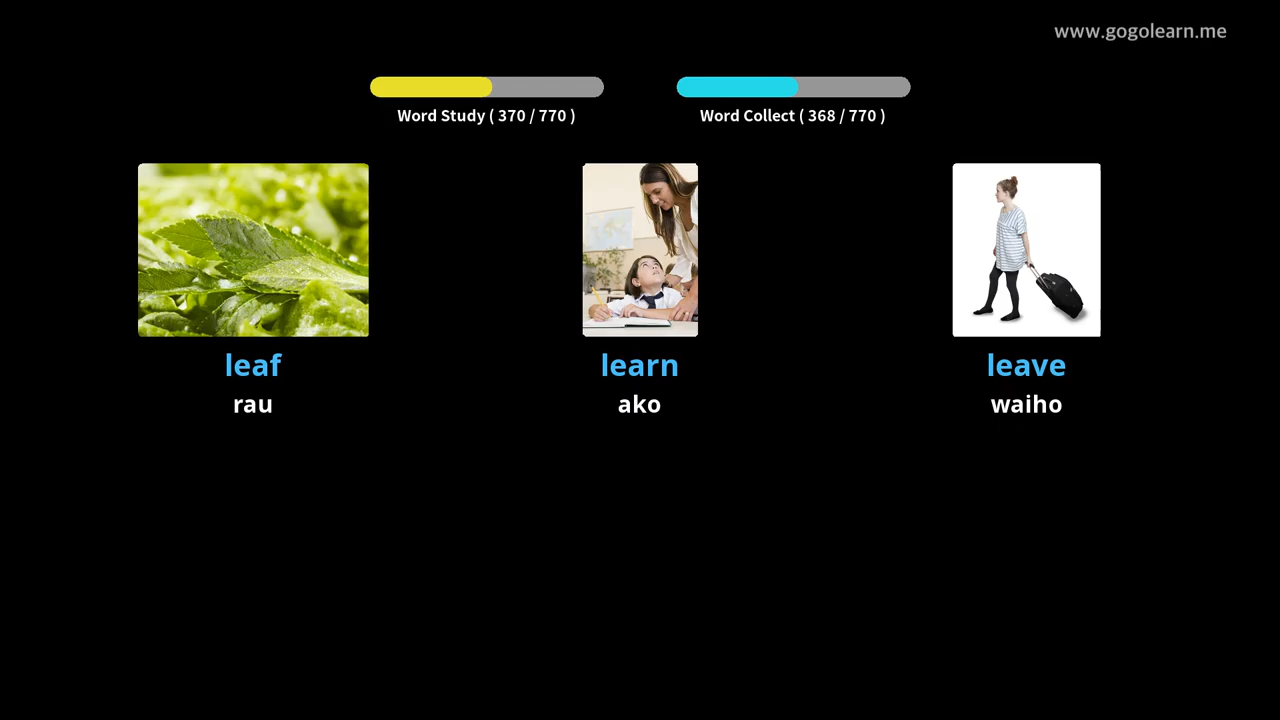 www.gogolearn.me
Word Study ( 370 / 770 )
Word Collect ( 368 / 770 )
leaf
rau
learn
ako
leave
waiho